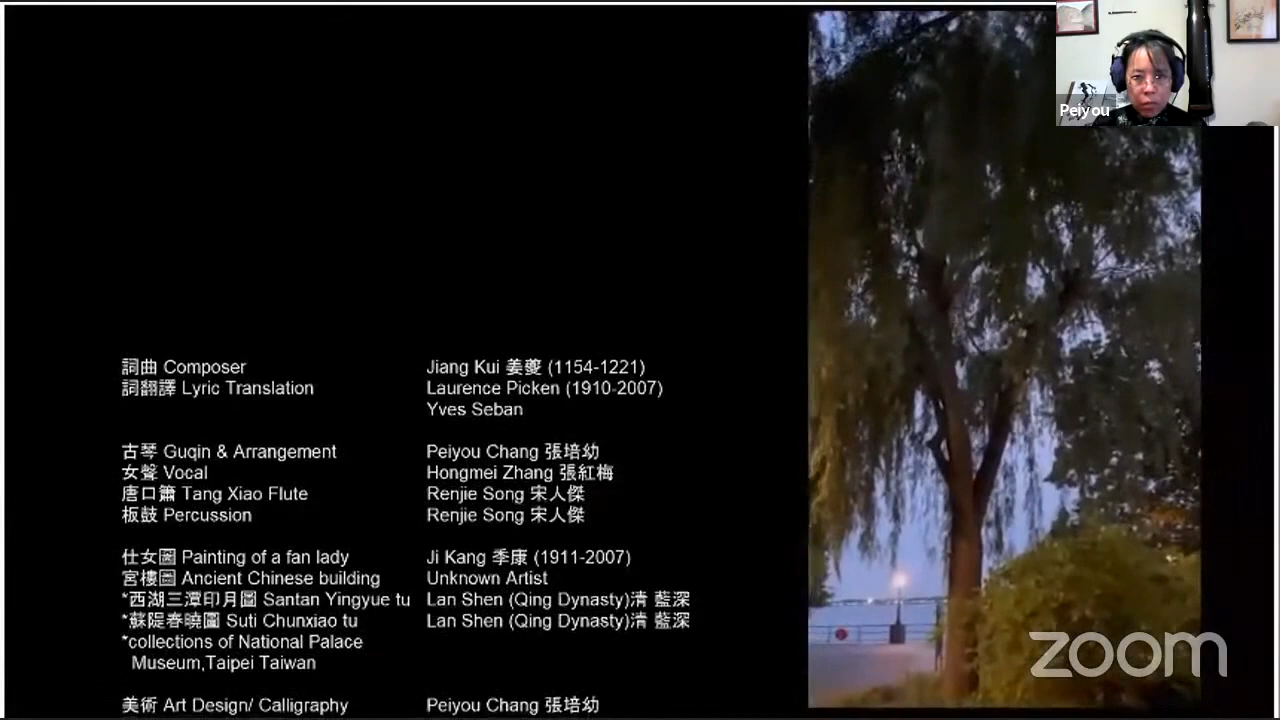 Peiyou
詞曲 Composer Jiang Kui 姜夔 (1154-1221)
詞翻譯 Lyric Translation Laurence Picken (1910-2007)
Yves Seban
古琴 Guqin & Arrangement Peiyou Chang 張培幼
女聲 Vocal Hongmei Zhang 張紅梅
唐口簫 Tang Xiao Flute Renjie Song 宋人傑
板鼓 Percussion Renjie Song 宋人傑
仕女圖 Painting of a fan lady Ji Kang 季康 (1911-2007)
宮樓圖 Ancient Chinese building Unknown Artist
*西湖三潭印月圖 Santan Yingyue tu Lan Shen (Qing Dynasty)清 藍深
*蘇隄春曉圖 Suti Chunxiao tu Lan Shen (Qing Dynasty)清 藍深
*collections of National Palace
Museum,Taipei Taiwan
美術 Art Design/ Calligraphy Peiyou Chang 張培幼
zoom